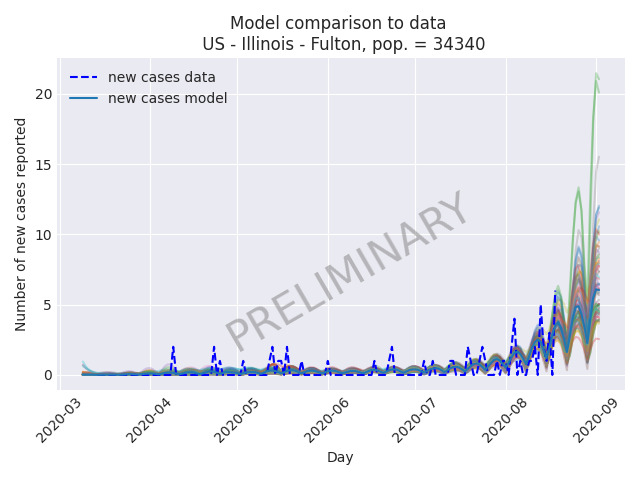 Model comparison to data
US - Illinois - Fulton, pop. = 34340
new cases data
new cases model
Number of new cases reported
20
15
10
5
0
PRELIMINARY
2020-03
2020-04
2020-05
2020-06
2020-07
2020-08
2020-09
Day